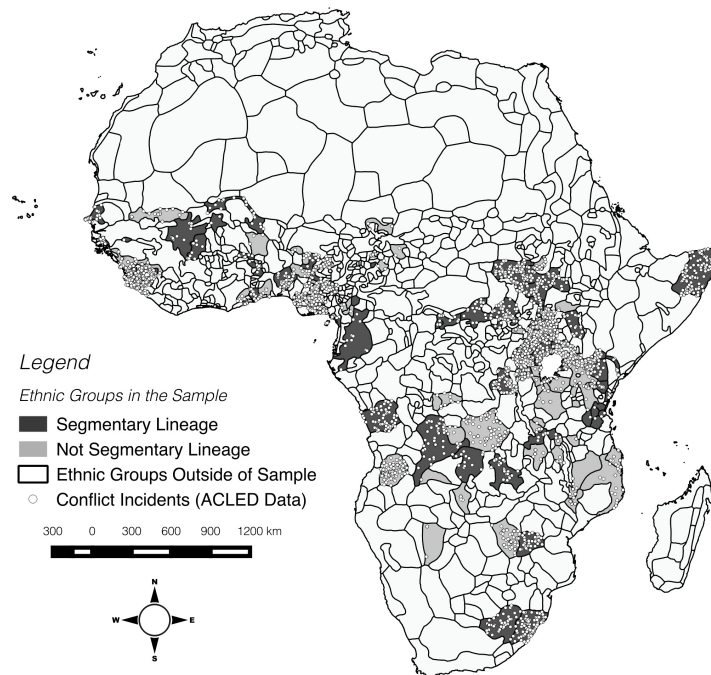 Legend
Ethnic Groups in the Sample
Segmentary Lineage
Not Segmentary Lineage
Ethnic Groups Outside of Sample
Conflict Incidents (ACLED Data)
300 0 300 600 900 1200 km
N
W E
S